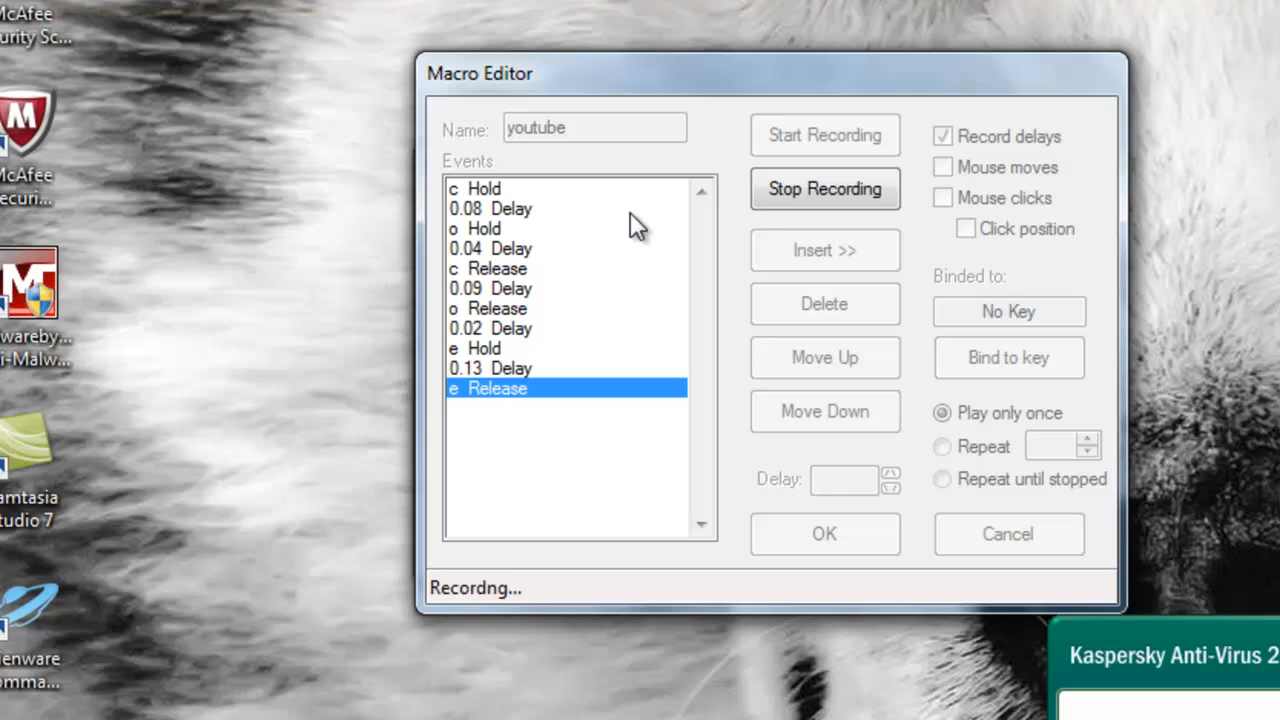 McAfee
urity Sc...
McAfee
ecuri...
wareby...
i-Malw...
amtasia
tudio 7
ienware
omma...
Macro Editor
Name: youtube
Events
c Hold
0.08 Delay
o Hold
0.04 Delay
c Release
0.09 Delay
o Release
0.02 Delay
e Hold
0.13 Delay
e Release
Start Recording
Stop Recording
Insert >>
Delete
Move Up
Move Down
Delay:
OK
Record delays
Mouse moves
Mouse clicks
Click position
Binded to:
No Key
Bind to key
Play only once
Repeat
Repeat until stopped
Cancel
Recordng...
Kaspersky Anti-Virus 2